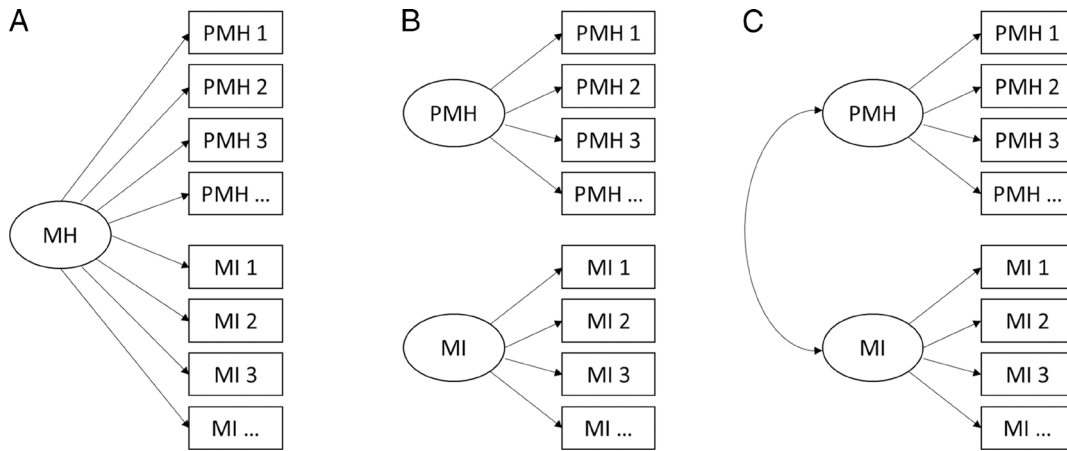 A
MH
PMH 1
PMH 2
PMH 3
PMH ...
MI 1
MI 2
MI 3
MI ...
B
PMH
PMH 1
PMH 2
PMH 3
PMH ...
MI
MI 1
MI 2
MI 3
MI ...
C
PMH
PMH 1
PMH 2
PMH 3
PMH ...
MI
MI 1
MI 2
MI 3
MI ...